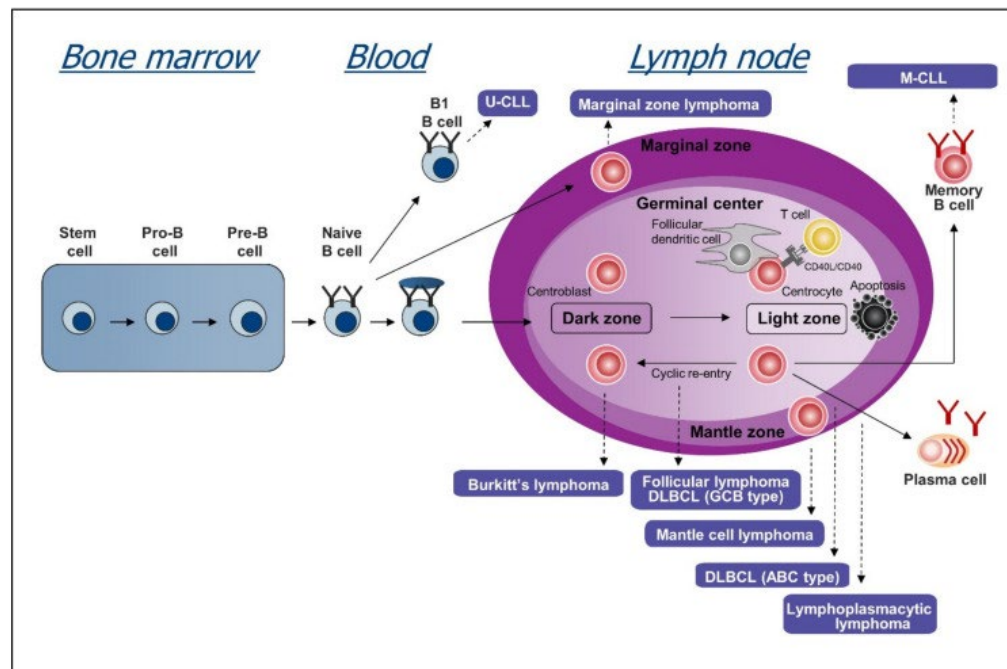 Bone marrow
Blood
Lymph node
M-CLL
B1
B cell
U-CLL
Marginal zone lymphoma
Marginal zone
Memory
B cell
Germinal center
Follicular
dendritic cell
T cell
CD40L/CD40
Stem
cell
Pro-B
cell
Pre-B
cell
Naive
B cell
Centroblast
Centrocyte
Apoptosis
Dark zone
Light zone
Cyclic re-entry
Mantle zone
Plasma cell
Burkitt's lymphoma
Follicular lymphoma
DLBCL (GCB type)
Mantle cell lymphoma
DLBCL (ABC type)
Lymphoplasmacytic
lymphoma